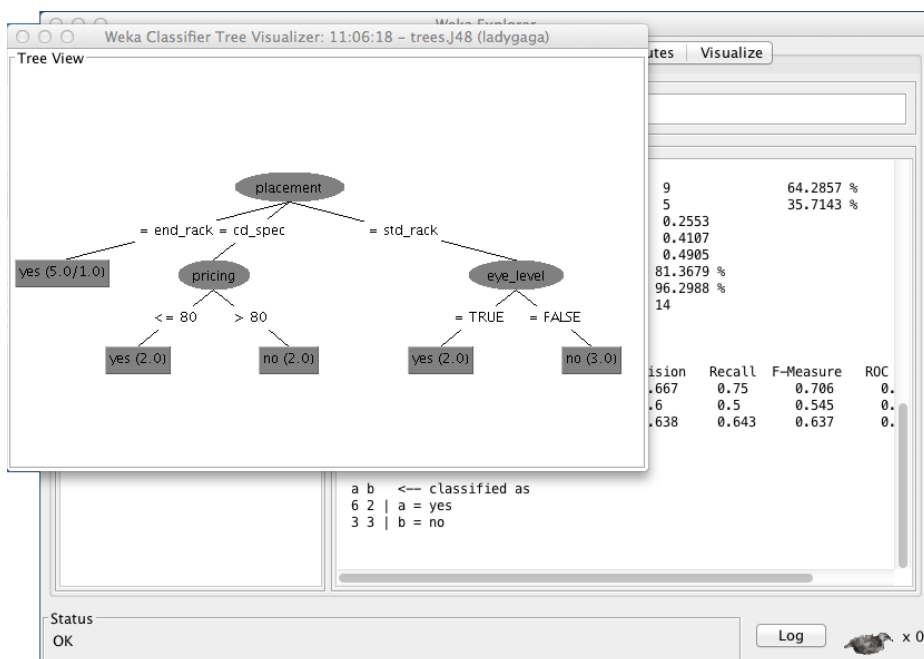 Weka Explorer
Weka Classifier Tree Visualizer: 11:06:18 – trees.J48 (ladygaga)
Tree View
Visualize
placement
= end_rack = cd_spec = std_rack
yes (5.0/1.0) pricing eye_level
<= 80 > 80 = TRUE = FALSE
yes (2.0) no (2.0) yes (2.0) no (3.0)
9 64.2857 %
5 35.7143 %
0.2553
0.4107
0.4905
81.3679 %
96.2988 %
14
Recall F-Measure ROC
.667 0.75 0.706 0.
.6 0.5 0.545 0.
.638 0.643 0.637 0.
a b <-- classified as
6 2 | a = yes
3 3 | b = no
Status
OK
Log
x 0